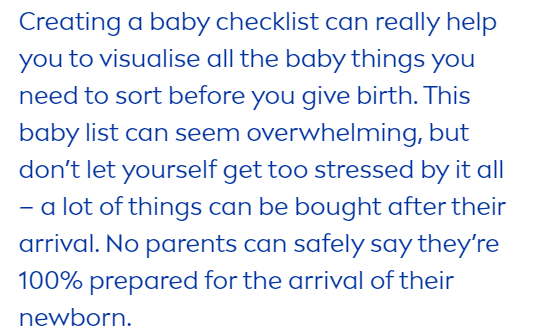 Creating a baby checklist can really help
you to visualise all the baby things you
need to sort before you give birth. This
baby list can seem overwhelming, but
don’t let yourself get too stressed by it all
– a lot of things can be bought after their
arrival. No parents can safely say they’re
100% prepared for the arrival of their
newborn.